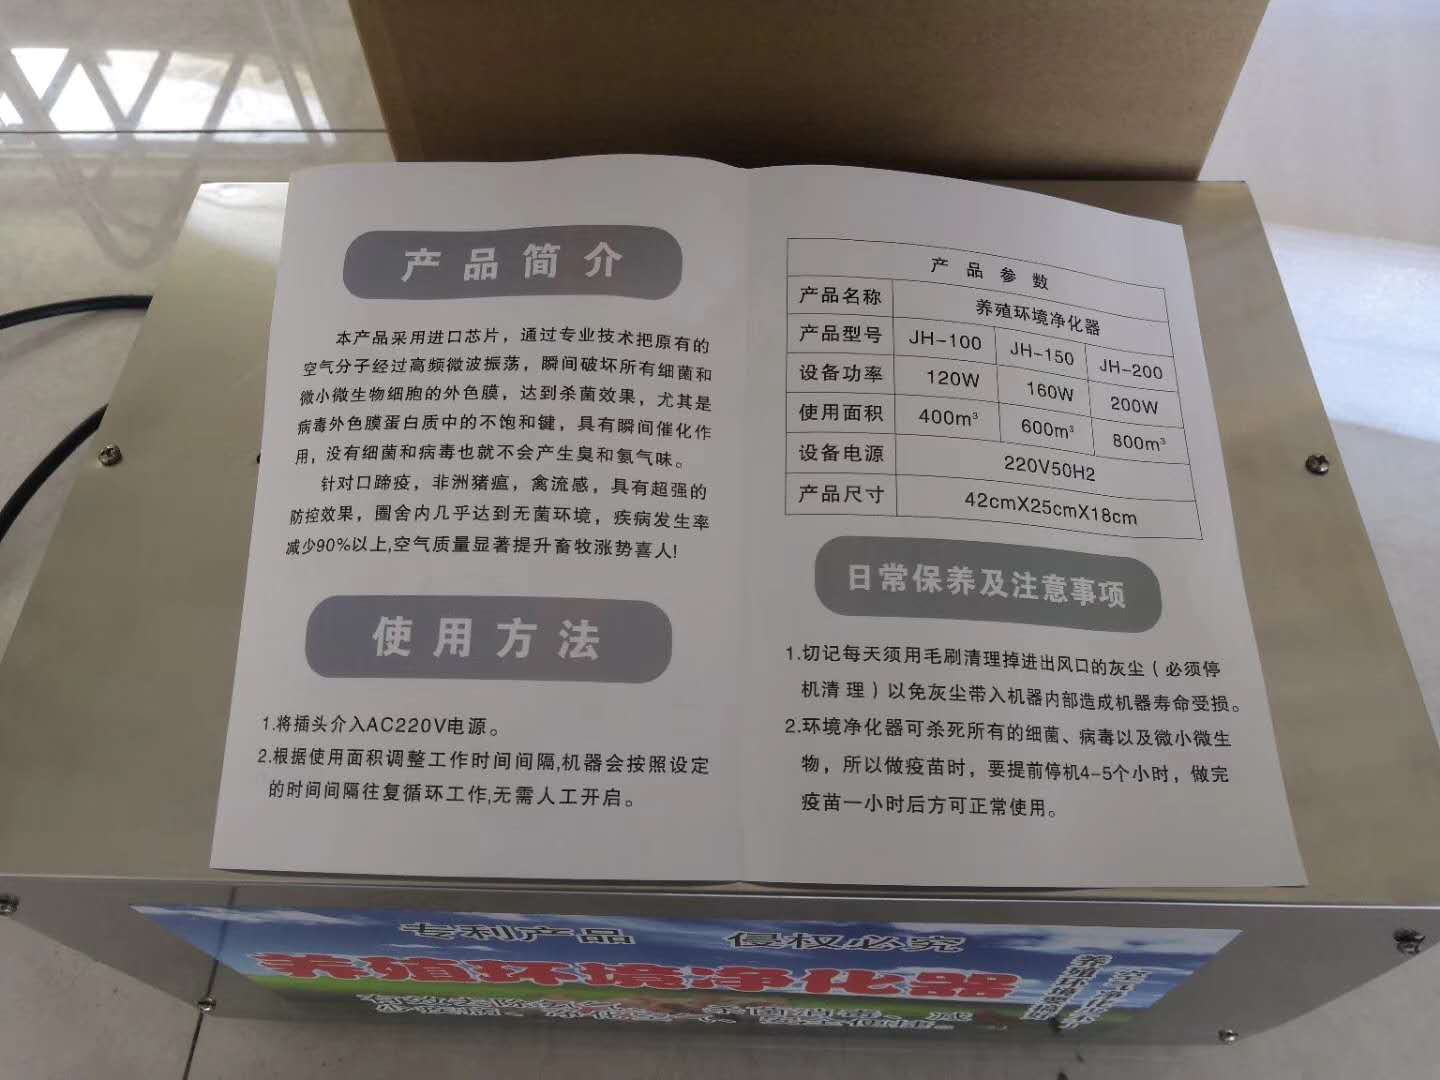 产品简介
本产品采用进口芯片，通过专业技术把原有的
空气分子经过高频微波振荡，瞬间破坏所有细菌和
微小微生物细胞的外色膜，达到杀菌效果，尤其是
病毒外色膜蛋白质中的不饱和键，具有瞬间催化作
用，没有细菌和病毒也就不会产生臭和氨气味。
针对口蹄疫，非洲猪瘟，禽流感，具有超强的
防控效果，圈舍内几乎达到无菌环境，疾病发生率
减少90%以上,空气质量显著提升畜牧涨势喜人!
使用方法
1.将插头介入AC220V电源。
2.根据使用面积调整工作时间间隔,机器会按照设定
的时间间隔往复循环工作,无需人工开启。
产品参数
产品名称 养殖环境净化器
产品型号 JH-100 JH-150 JH-200
设备功率 120W 160W 200W
使用面积 400m³ 600m³ 800m³
设备电源 220V50H2
产品尺寸 42cmX25cmX18cm
日常保养及注意事项
1.切记每天须用毛刷清理掉进出风口的灰尘（必须停
机清理）以免灰尘带入机器内部造成机器寿命受损。
2.环境净化器可杀死所有的细菌、病毒以及微小微生
物，所以做疫苗时，要提前停机4-5个小时，做完
疫苗一小时后方可正常使用。
专利产品 侵权必究
养殖环境净化器